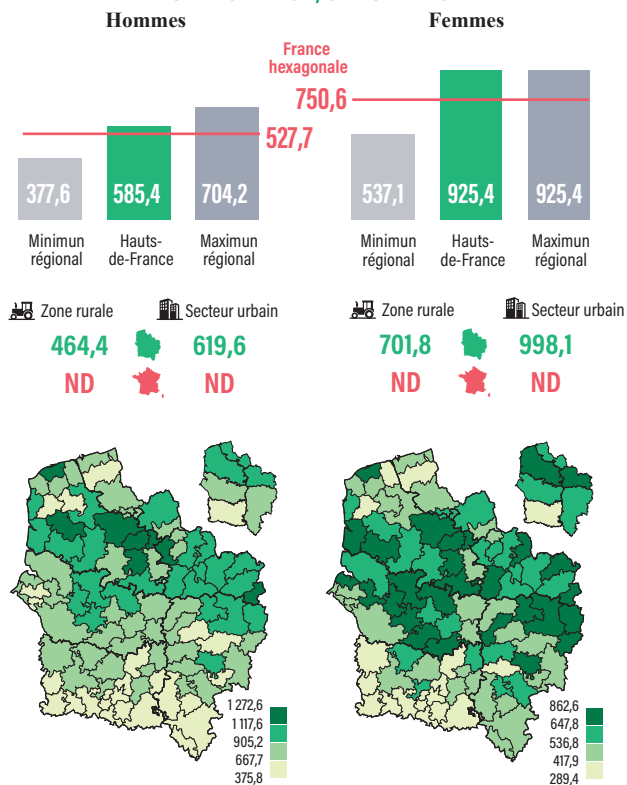 Hommes
Femmes
France
hexagonale
750,6
527,7
377,6
585,4
704,2
537,1
925,4
925,4
Minimun
régional
Hauts-
de-France
Maximun
régional
Minimun
régional
Hauts-
de-France
Maximun
régional
Zone rurale
Secteur urbain
Zone rurale
Secteur urbain
464,4
619,6
701,8
998,1
ND
ND
ND
ND
1 272,6
1 117,6
905,2
667,7
375,8
862,6
647,8
536,8
417,9
289,4